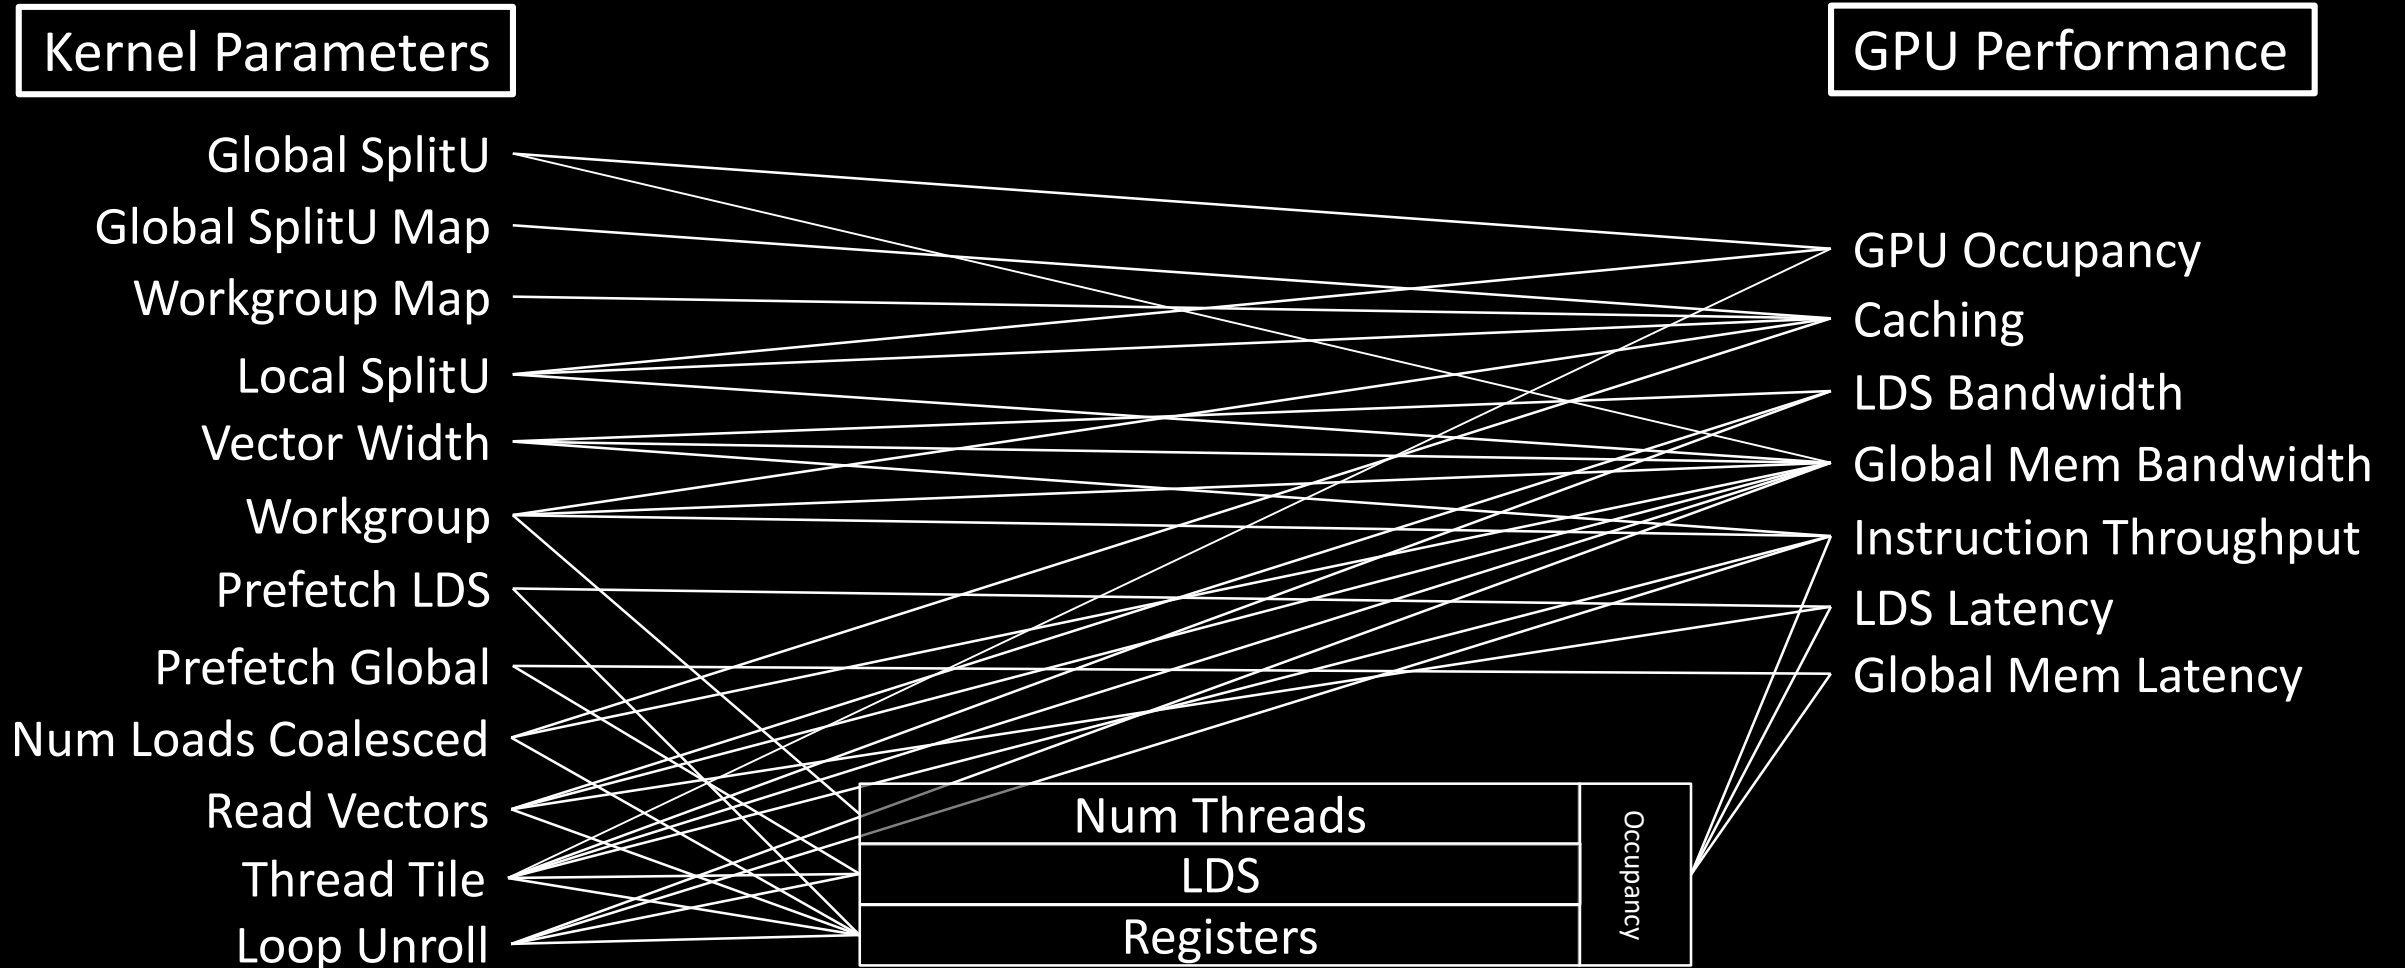 Kernel Parameters
Global SplitU
Global SplitU Map
Workgroup Map
Local SplitU
Vector Width
Workgroup
Prefetch LDS
Prefetch Global
Num Loads Coalesced
Read Vectors
Thread Tile
Loop Unroll
Num Threads
LDS
Registers
Occupancy
GPU Performance
GPU Occupancy
Caching
LDS Bandwidth
Global Mem Bandwidth
Instruction Throughput
LDS Latency
Global Mem Latency